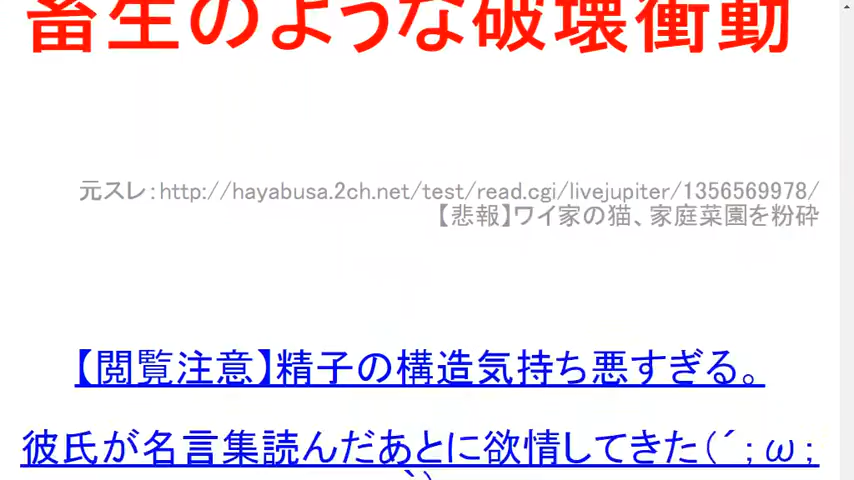 畜生のような破壊衝動
元スレ:http://hayabusa.2ch.net/test/read.cgi/livejupiter/1356569978/
【悲報】ワイ家の猫、家庭菜園を粉砕
【閲覧注意】精子の構造気持ち悪すぎる。
彼氏が名言集読んだあとに欲情してきた(´;ω;
`)